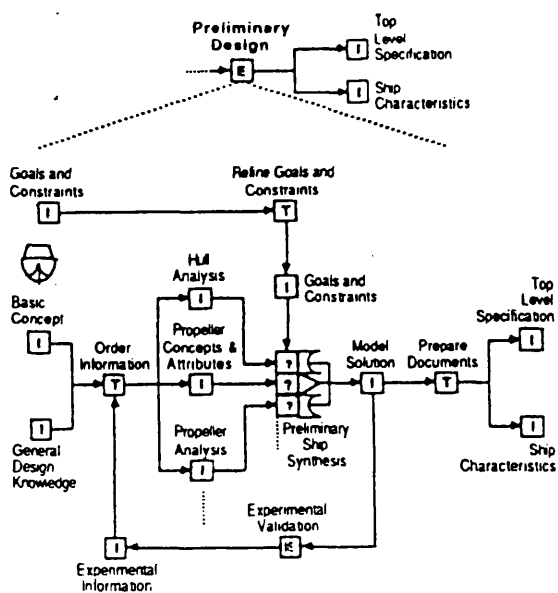 Preliminary
Design
E
Top
Level
Specification
I
I
Ship
Characteristics
Goals and
Constraints
I
Refine Goals and
Constraints
T
Hull
Analysis
I
I
Goals and
Constraints
Basic
Concept
I
Order
Information
T
Propeller
Concepts &
Attributes
I
?
?
?
Preliminary
Ship
Synthesis
Model
Solution
I
Prepare
Documents
T
Top
Level
Specification
I
I
Ship
Characteristics
I
General
Design
Knowledge
Propeller
Analysis
I
Experimental
Validation
E
I
Experimental
Information